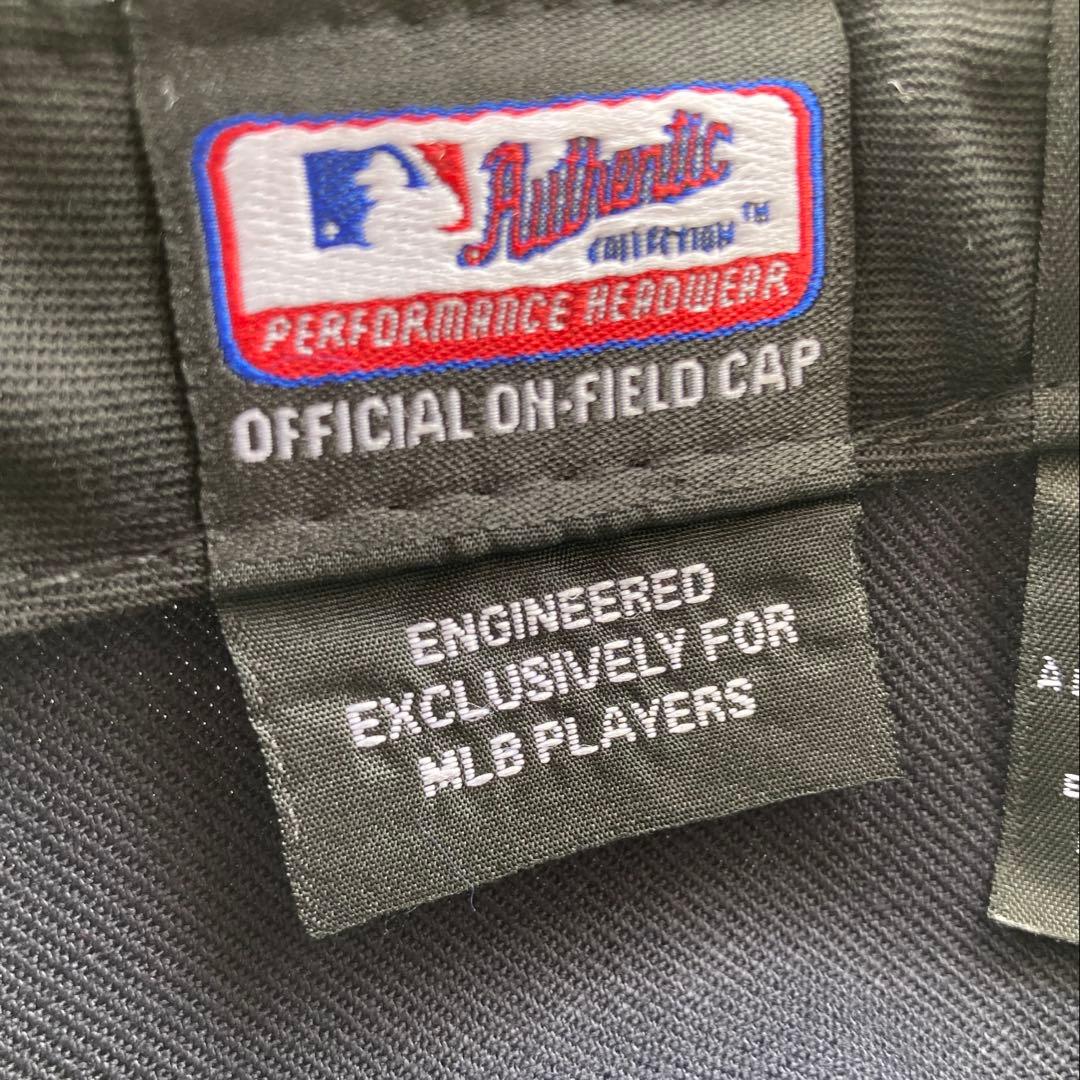 Authentic
COLLECTION™
PERFORMANCE HEADWEAR
OFFICIAL ON-FIELD CAP
ENGINEERED
EXCLUSIVELY FOR
MLB PLAYERS